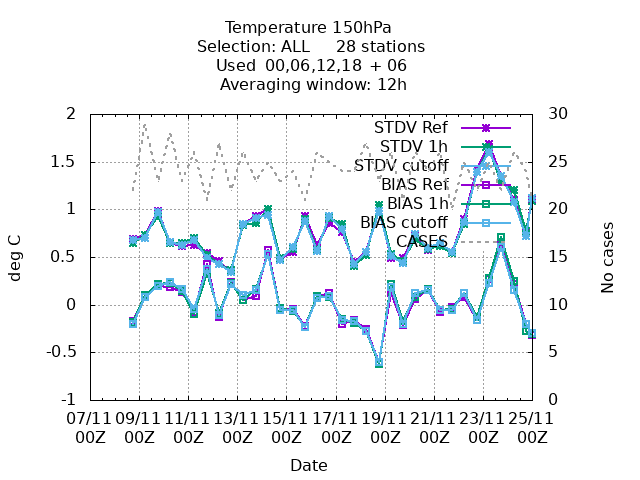 Temperature 150hPa
Selection: ALL 28 stations
Used 00,06,12,18 + 06
Averaging window: 12h
2
1.5
1
0.5
0
-0.5
-1
deg C
30
25
20
15
10
5
0
No cases
STDV Ref
STDV 1h
STDV cutoff
BIAS Ref
BIAS 1h
BIAS cutoff
CASES
07/11 09/11 11/11 13/11 15/11 17/11 19/11 21/11 23/11 25/11
00Z 00Z 00Z 00Z 00Z 00Z 00Z 00Z 00Z 00Z
Date